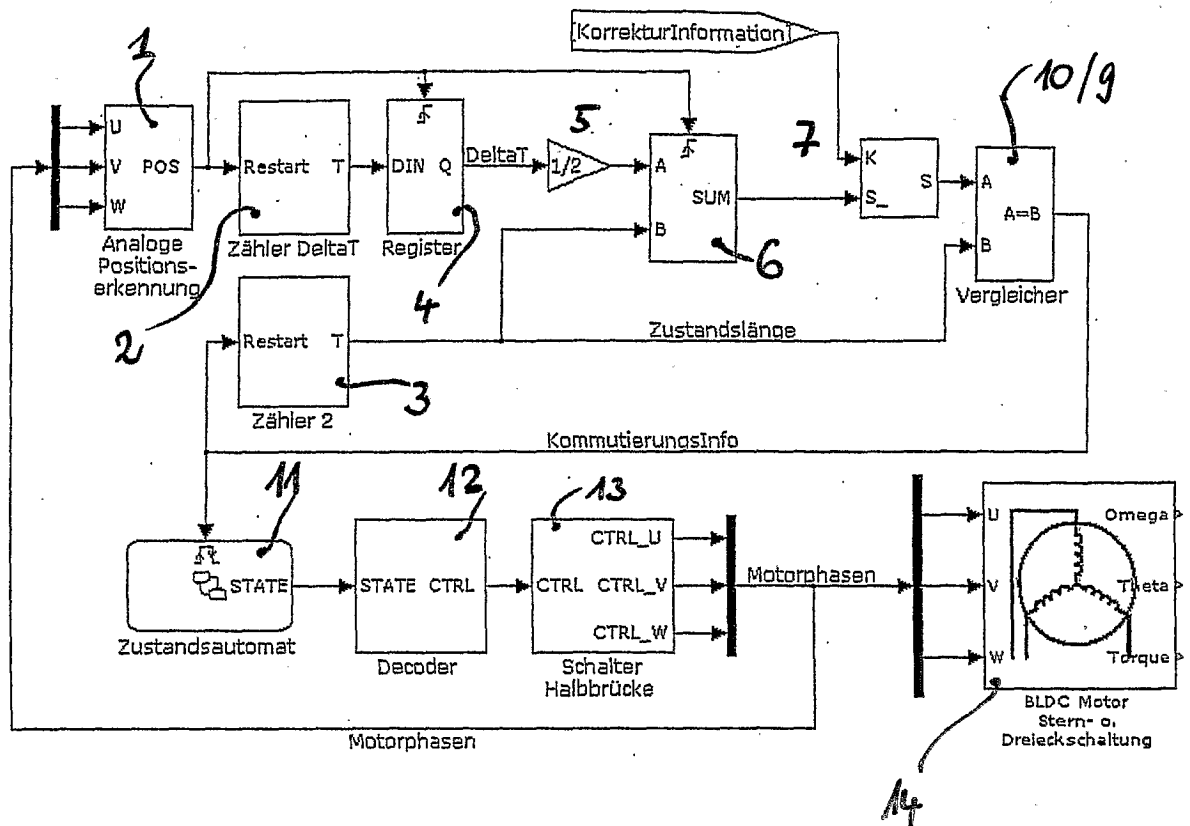 [KorrekturInformation]
1
10/9
U
V
W
POS
Analoge
Positions-
erkennung
Restart T
Zähler DeltaT
2
DIN Q
Register
4
DeltaT
5
1/2
A
B
SUM
6
7
K
S_
S
A
B
A=B
Vergleicher
Restart T
Zähler 2
3
Zustandslänge
KommutierungsInfo
11
STATE
Zustandsautomat
12
STATE CTRL
Decoder
13
CTRL
CTRL_U
CTRL_V
CTRL_W
Schalter
Halbbrücke
Motorphasen
U
V
W
Omega
Theta
Torque
BLDC Motor
Stern- o.
Dreieckschaltung
14
Motorphasen